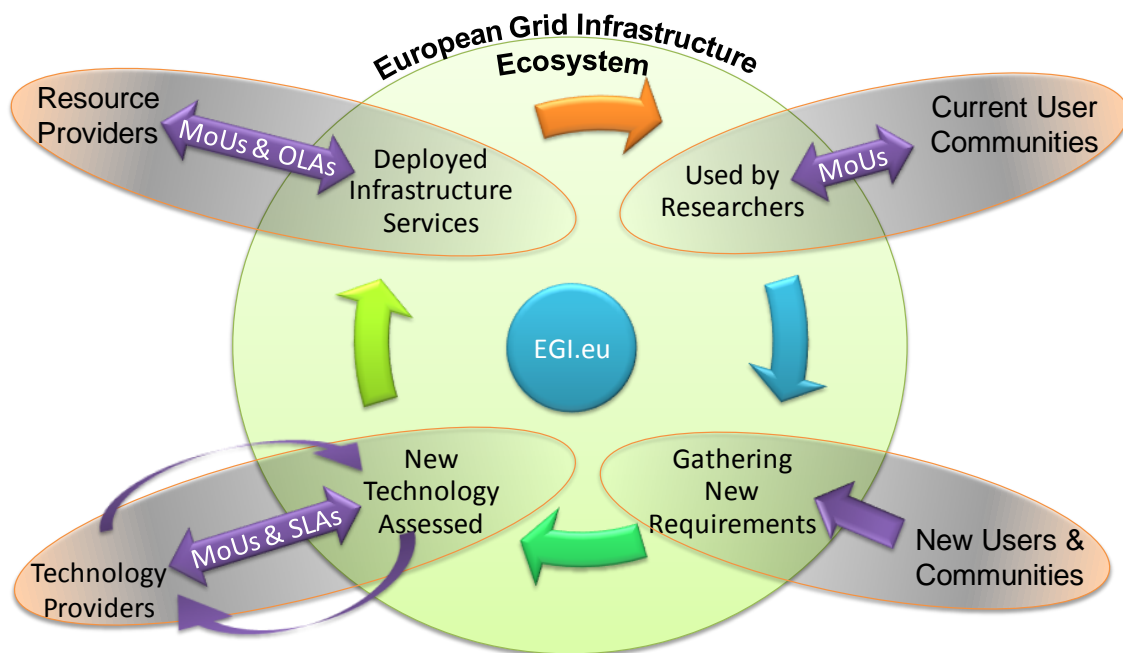 European Grid Infrastructure
Ecosystem
Resource
Providers
MoUs & OLAs
Deployed
Infrastructure
Services
Used by
Researchers
MoUs
Current User
Communities
EGI.eu
New
Technology
Assessed
MoUs & SLAs
Technology
Providers
Gathering
New
Requirements
New Users &
Communities